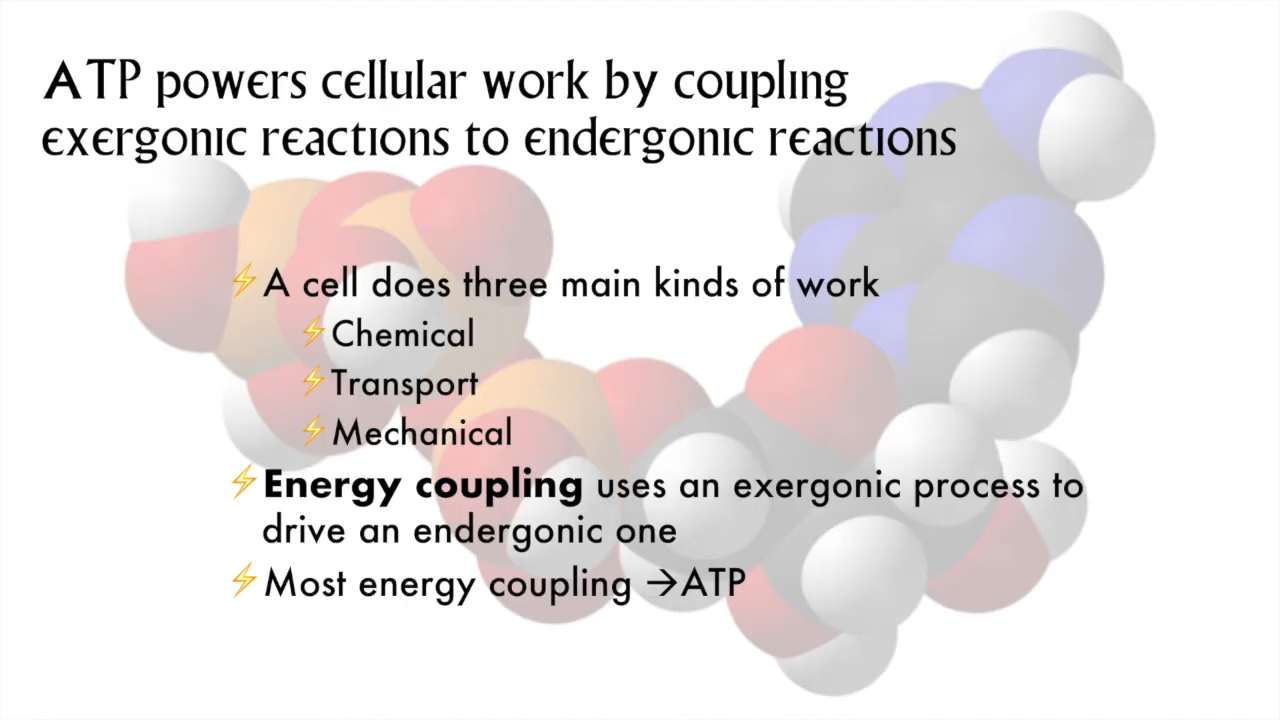 ATP powers cellular work by coupling
exergonic reactions to endergonic reactions
⚡A cell does three main kinds of work
⚡Chemical
⚡Transport
⚡Mechanical
⚡Energy coupling uses an exergonic process to
drive an endergonic one
⚡Most energy coupling →ATP